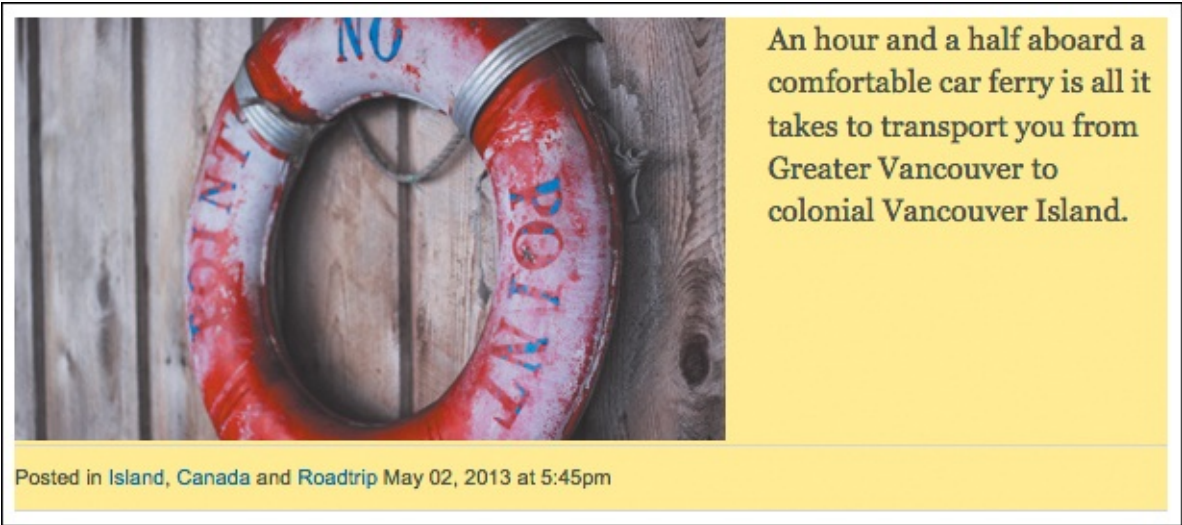 NO
POINT
An hour and a half aboard a
comfortable car ferry is all it
takes to transport you from
Greater Vancouver to
colonial Vancouver Island.
Posted in Island, Canada and Roadtrip May 02, 2013 at 5:45pm